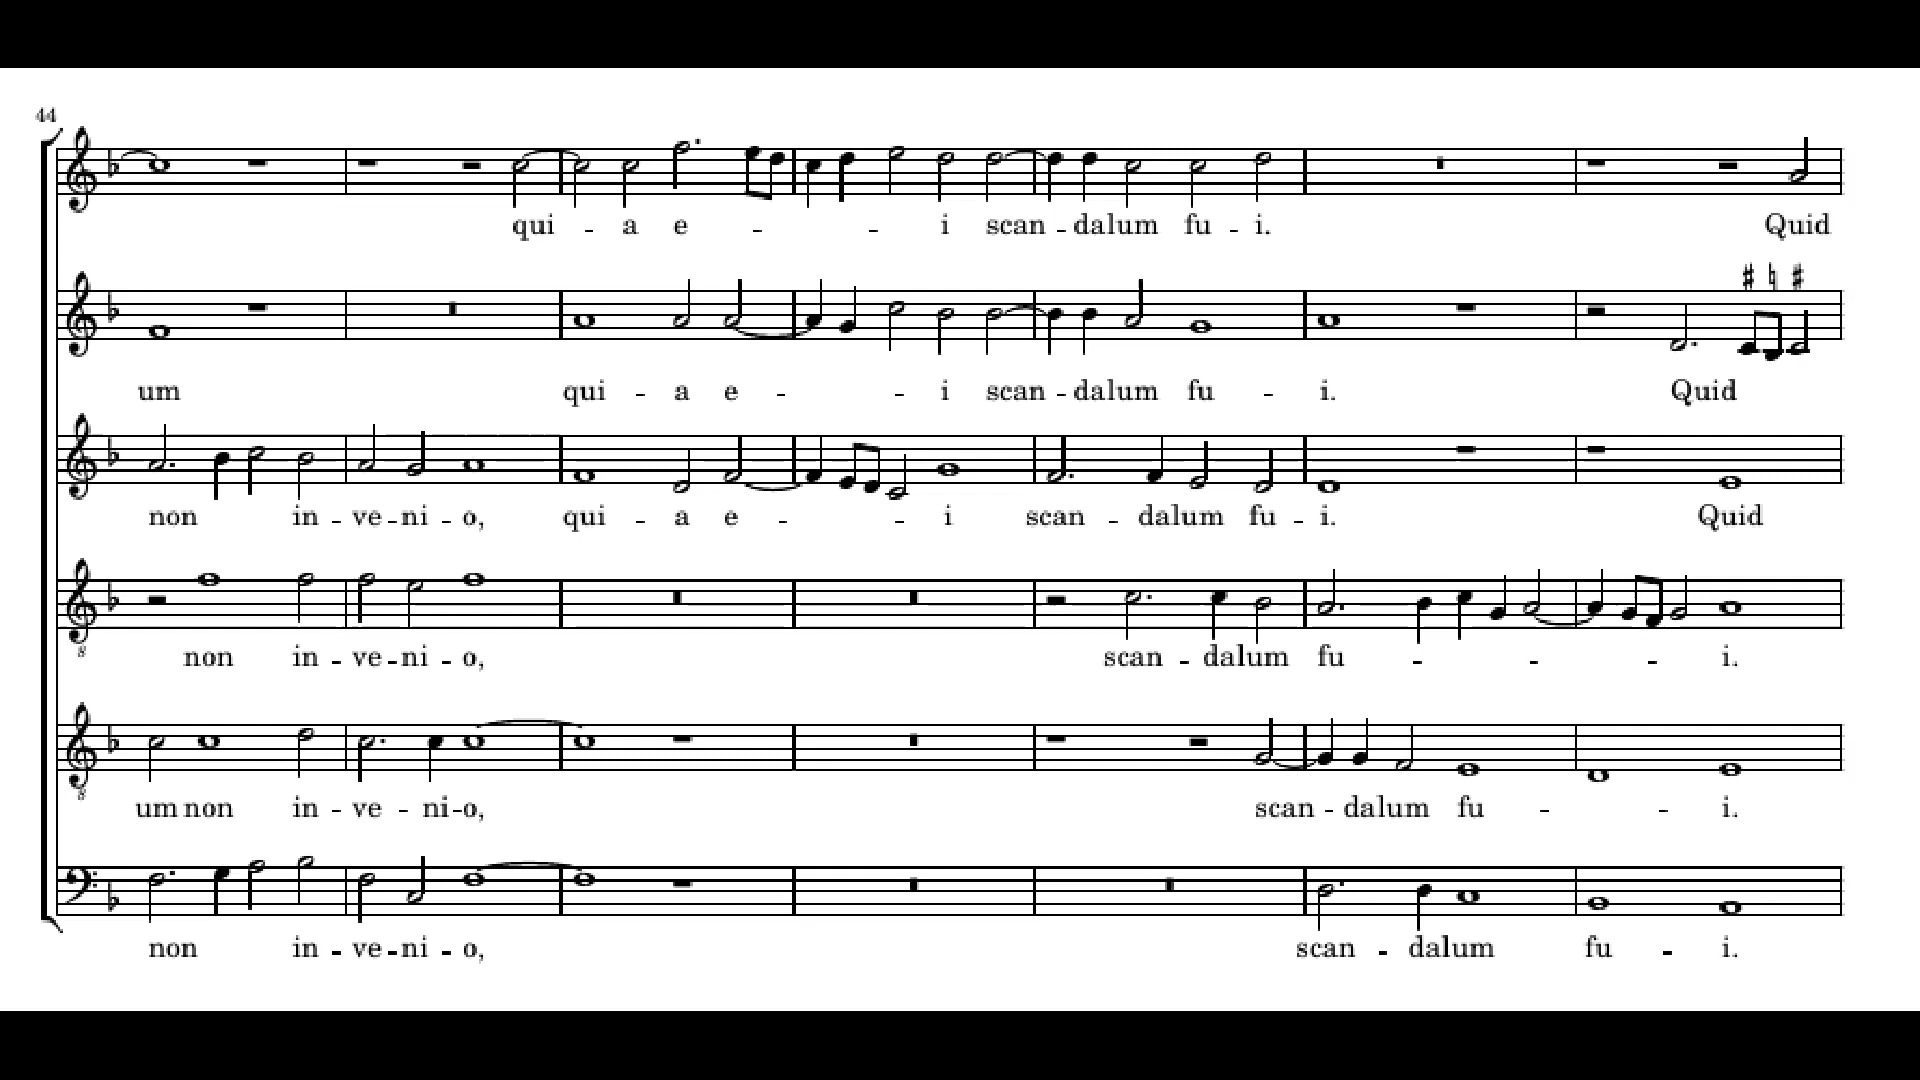 44
qui - a e - - i scan - dalum fu - i. Quid
um qui - a e - - i scan - dalum fu - i. Quid
non in - ve - ni - o, qui - a e - - i scan - dalum fu - i. Quid
8
non in - ve - ni - o, scan - dalum fu - - - i.
8
um non in - ve - ni - o, scan - dalum fu - - i.
non in - ve - ni - o, scan - dalum fu - i.